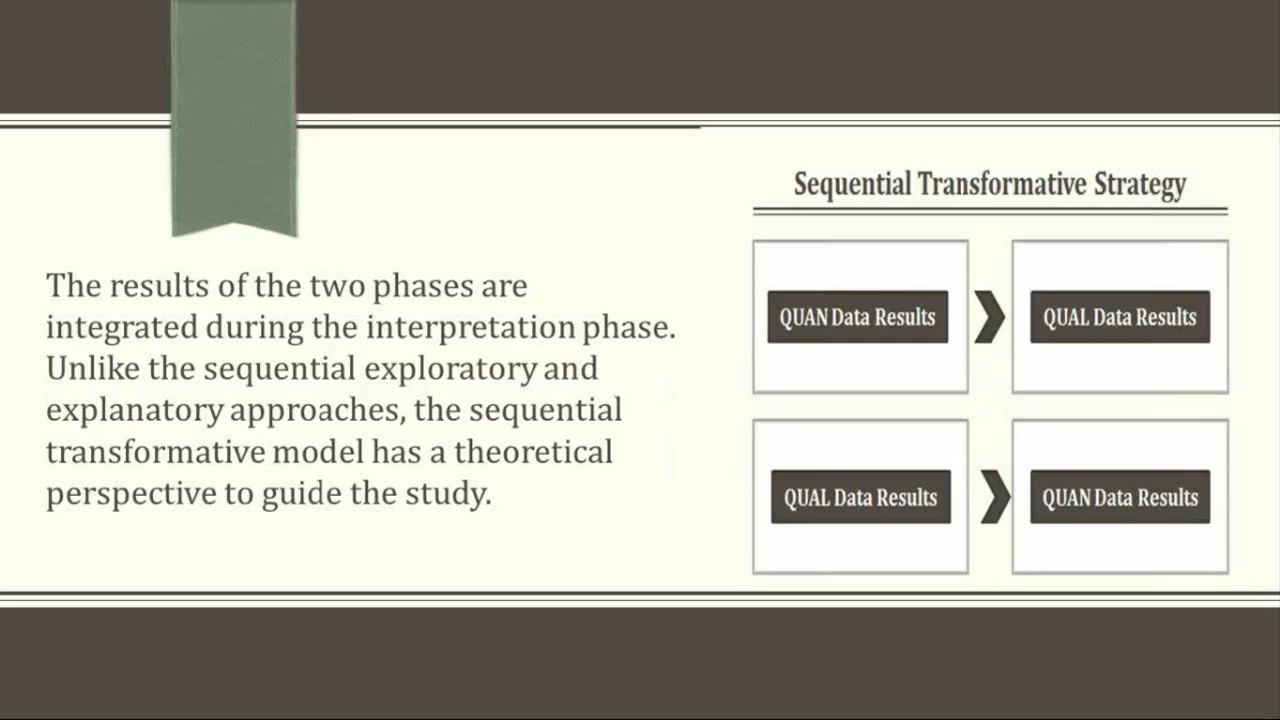 The results of the two phases are
integrated during the interpretation phase.
Unlike the sequential exploratory and
explanatory approaches, the sequential
transformative model has a theoretical
perspective to guide the study.
Sequential Transformative Strategy
QUAN Data Results
QUAL Data Results
QUAL Data Results
QUAN Data Results